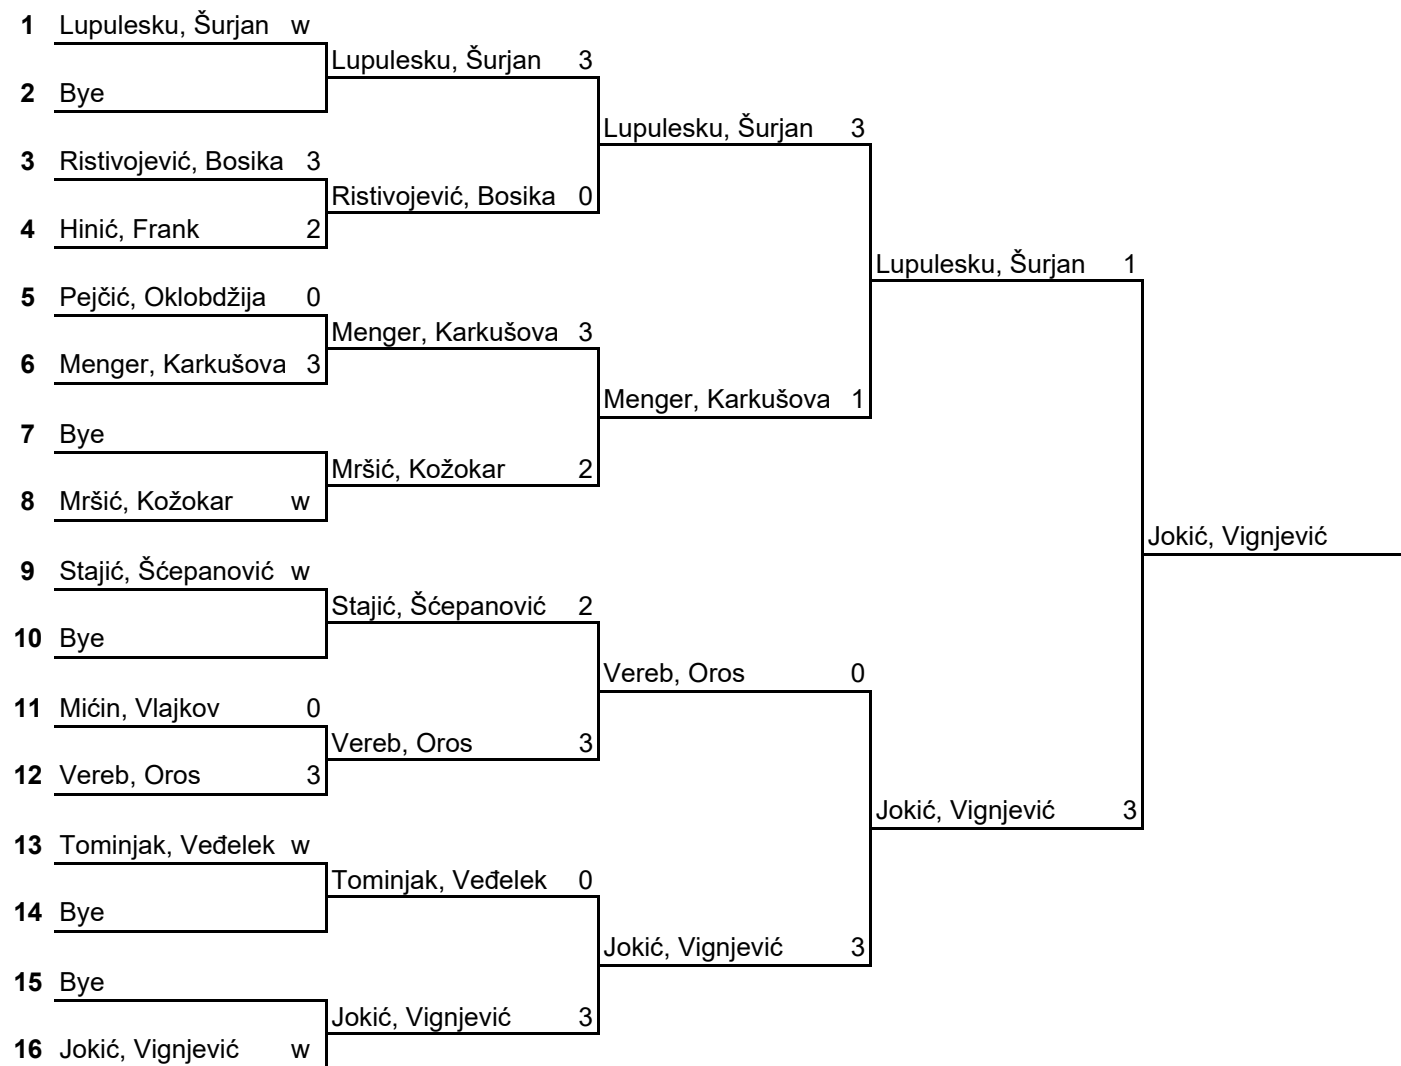 1 Lupulesku, Šurjan w
Lupulesku, Šurjan 3
2 Bye
Lupulesku, Šurjan 3
3 Ristivojević, Bosika 3
Ristivojević, Bosika 0
4 Hinić, Frank 2
Lupulesku, Šurjan 1
5 Pejčić, Oklobdžija 0
Menger, Karkušova 3
6 Menger, Karkušova 3
Menger, Karkušova 1
7 Bye
Mršić, Kožokar 2
8 Mršić, Kožokar w
Jokić, Vignjević
9 Stajić, Šćepanović w
Stajić, Šćepanović 2
10 Bye
Vereb, Oros 0
11 Mićin, Vlajkov 0
Vereb, Oros 3
12 Vereb, Oros 3
Jokić, Vignjević 3
13 Tominjak, Veđelek w
Tominjak, Veđelek 0
14 Bye
Jokić, Vignjević 3
15 Bye
Jokić, Vignjević 3
16 Jokić, Vignjević w